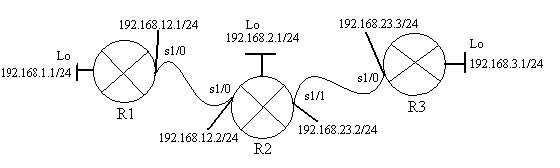 192.168.12.1/24
Lo
192.168.2.1/24
192.168.23.3/24
Lo
Lo
192.168.1.1/24
s1/0
s1/0
s1/1
s1/0
192.168.3.1/24
R1
R3
192.168.12.2/24
192.168.23.2/24
R2